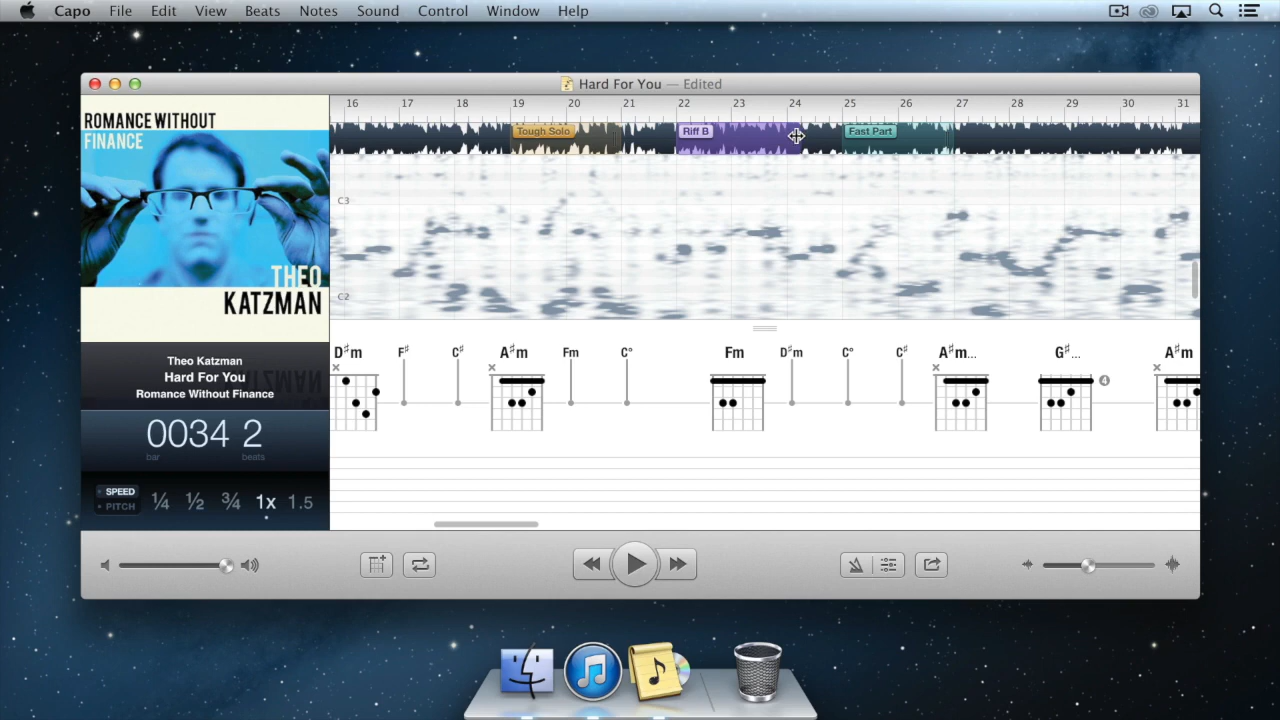 Capo File Edit View Beats Notes Sound Control Window Help
Hard For You — Edited
ROMANCE WITHOUT
FINANCE
THEO
KATZMAN
16 17 18 19 20 21 22 23 24 25 26 27 28 29 30 31
Tough Solo Riff B Fast Part
C3
C2
D♯m F♯ C♯ A♯m Fm C° Fm D♯m C° C♯ A♯m... G♯... A♯m
× × × 4 ×
Theo Katzman
Hard For You
Romance Without Finance
0034 2
bar beats
SPEED
PITCH
¼ ½ ¾ 1x 1.5